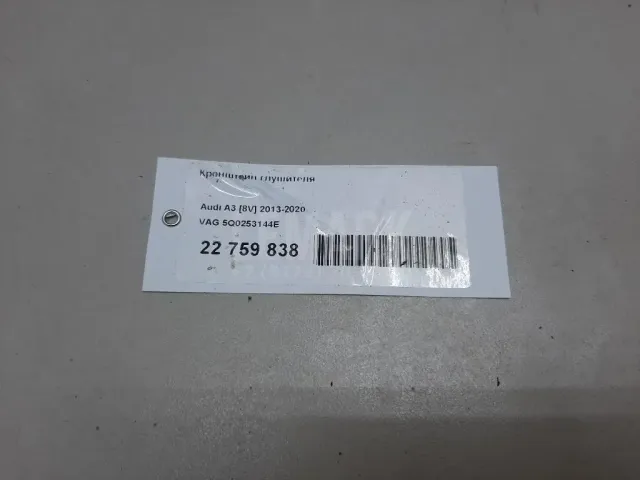 Кронштейн глушителя
Audi A3 [8V] 2013-2020
VAG 5Q0253144E
22 759 838